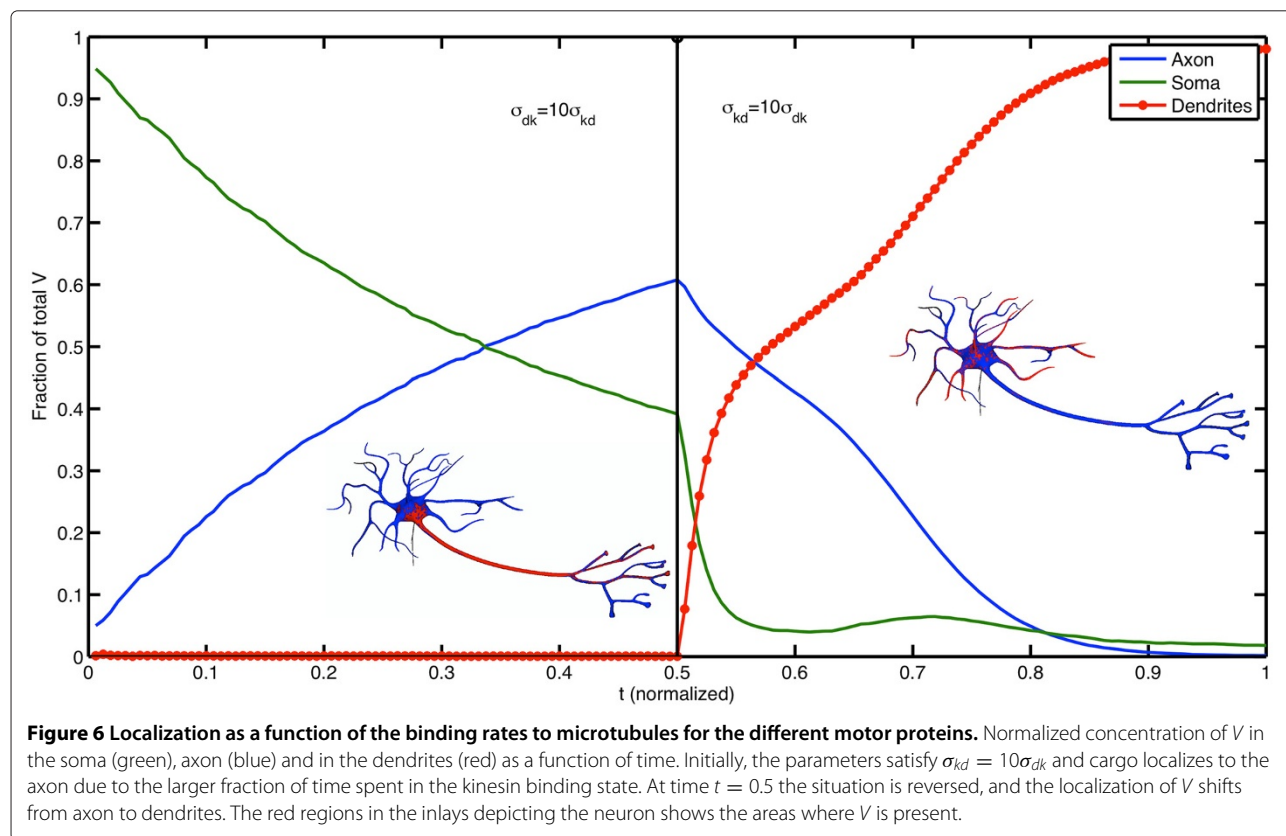 1
0.9
0.8
0.7
0.6
0.5
0.4
0.3
0.2
0.1
0
Fraction of total V
σdk=10σkd
σkd=10σdk
Axon
Soma
Dendrites
0 0.1 0.2 0.3 0.4 0.5 0.6 0.7 0.8 0.9 1
t (normalized)
Figure 6 Localization as a function of the binding rates to microtubules for the different motor proteins. Normalized concentration of V in
the soma (green), axon (blue) and in the dendrites (red) as a function of time. Initially, the parameters satisfy σkd = 10σdk and cargo localizes to the
axon due to the larger fraction of time spent in the kinesin binding state. At time t = 0.5 the situation is reversed, and the localization of V shifts
from axon to dendrites. The red regions in the inlays depicting the neuron shows the areas where V is present.